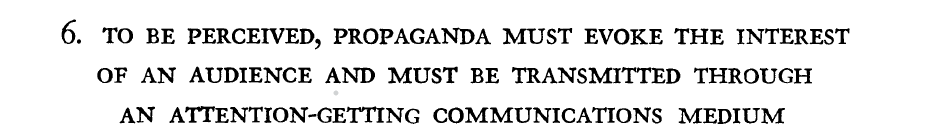 6. TO BE PERCEIVED, PROPAGANDA MUST EVOKE THE INTEREST
OF AN AUDIENCE AND MUST BE TRANSMITTED THROUGH
AN ATTENTION-GETTING COMMUNICATIONS MEDIUM